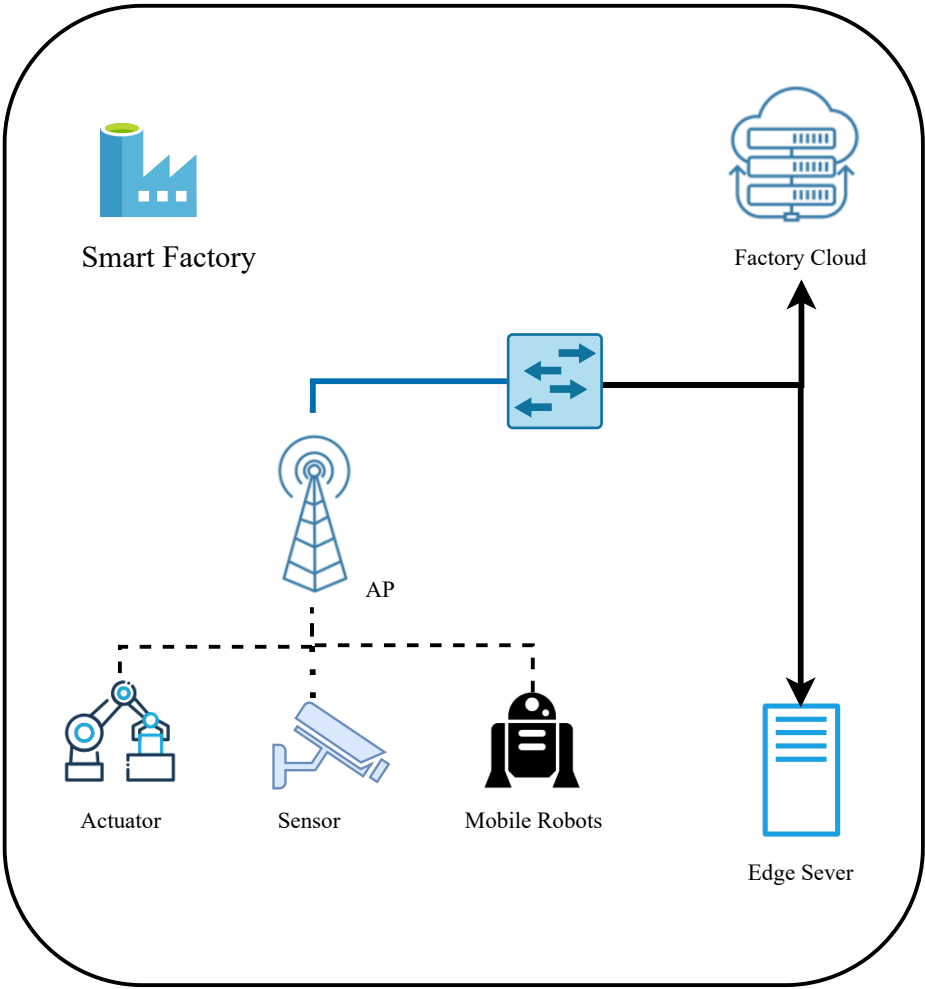 Smart Factory
Factory Cloud
AP
Actuator
Sensor
Mobile Robots
Edge Sever